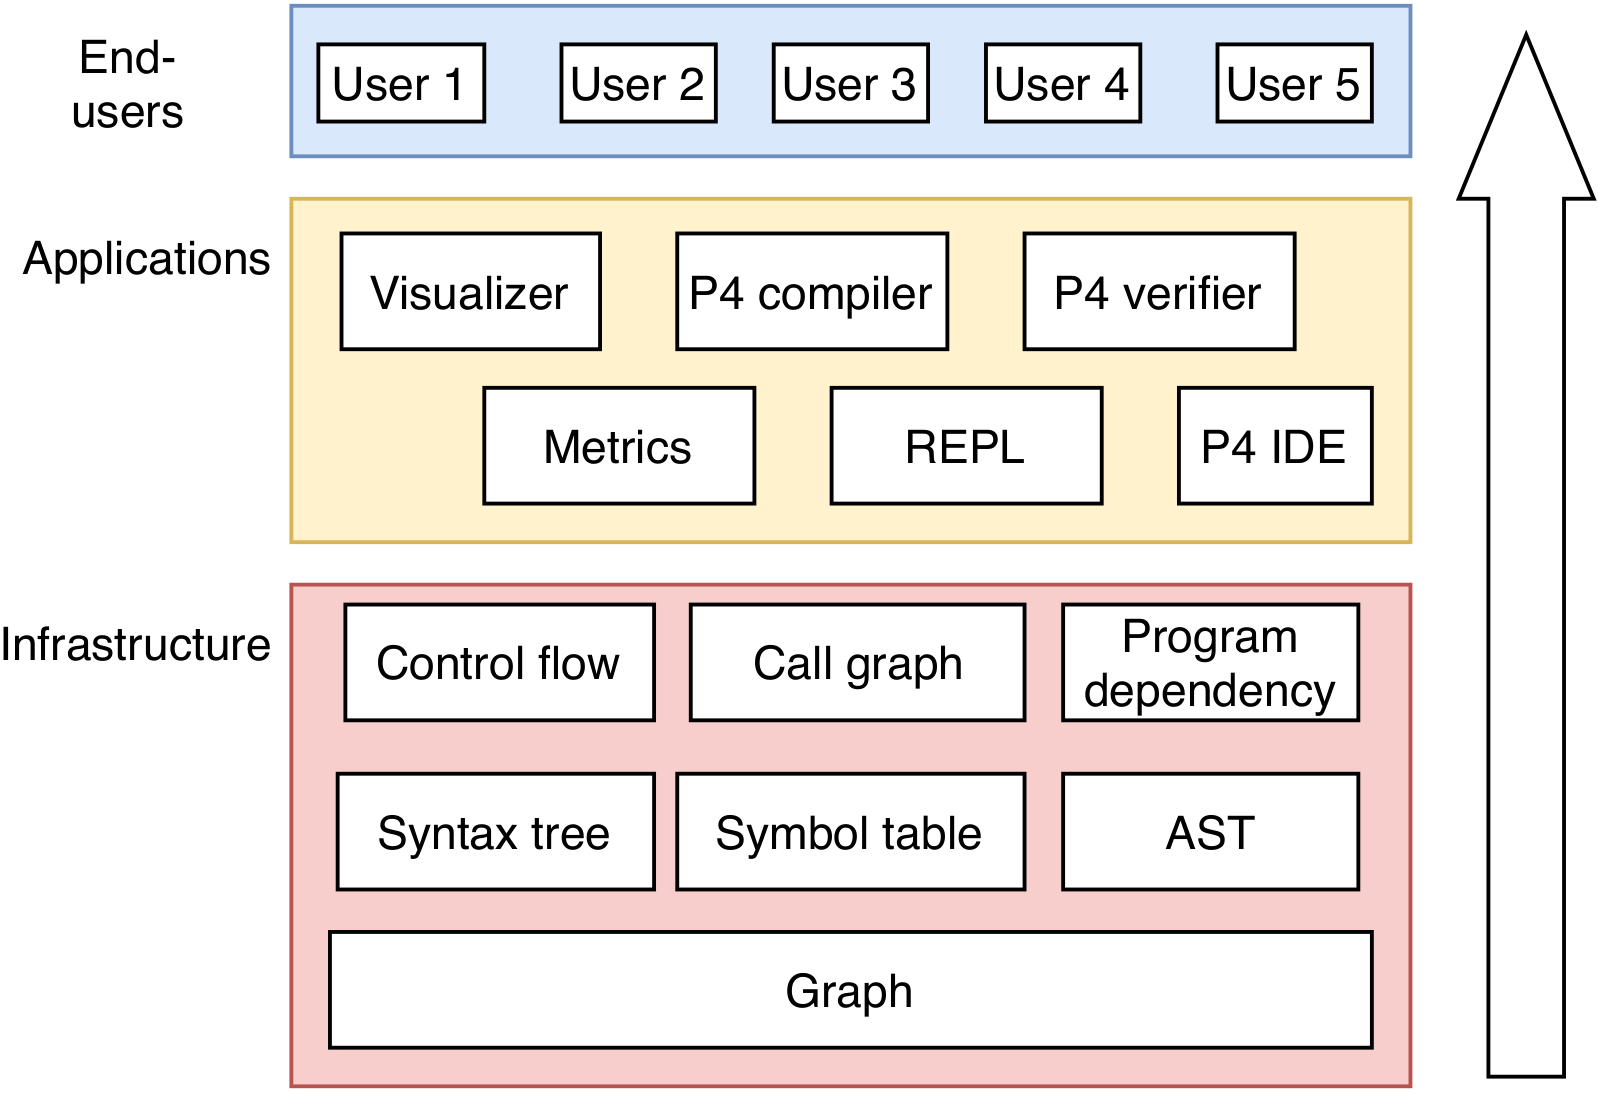 End-
users
User 1
User 2
User 3
User 4
User 5
Applications
Visualizer
P4 compiler
P4 verifier
Metrics
REPL
P4 IDE
Infrastructure
Control flow
Call graph
Program
dependency
Syntax tree
Symbol table
AST
Graph